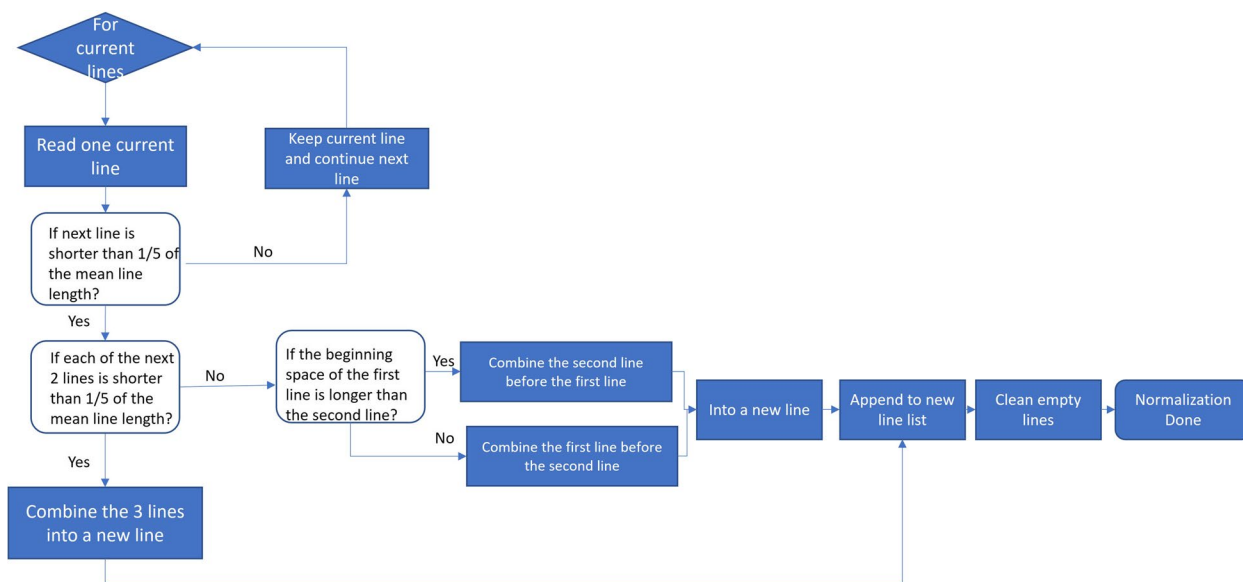 For
current
lines
Read one current
line
Keep current line
and continue next
line
If next line is
shorter than 1/5 of
the mean line
length?
No
Yes
If each of the next
2 lines is shorter
than 1/5 of the
mean line length?
No
If the beginning
space of the first
line is longer than
the second line?
Yes
Combine the second line
before the first line
No
Combine the first line before
the second line
Into a new line
Append to new
line list
Clean empty
lines
Normalization
Done
Yes
Combine the 3 lines
into a new line